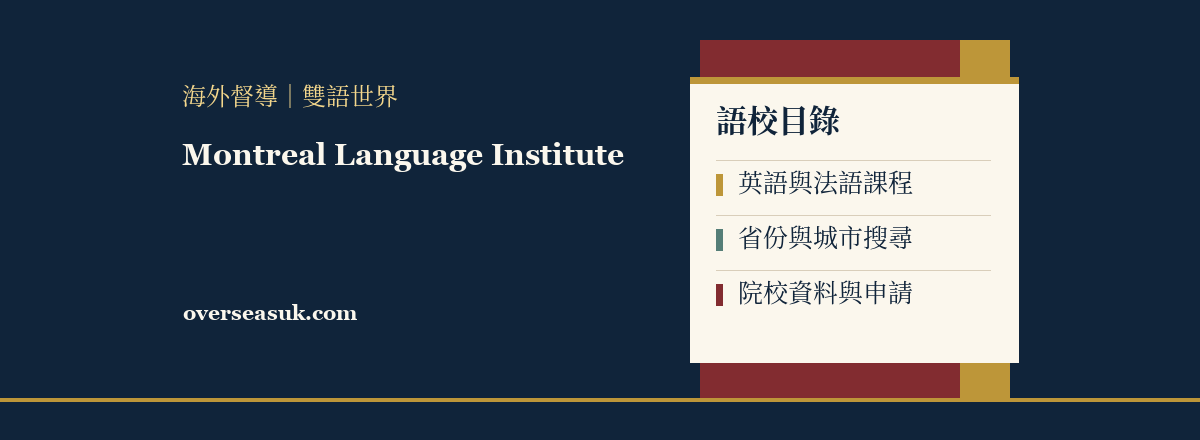 海外督導｜雙語世界
Montreal Language Institute
overseasuk.com
語校目錄
英語與法語課程
省份與城市搜尋
院校資料與申請